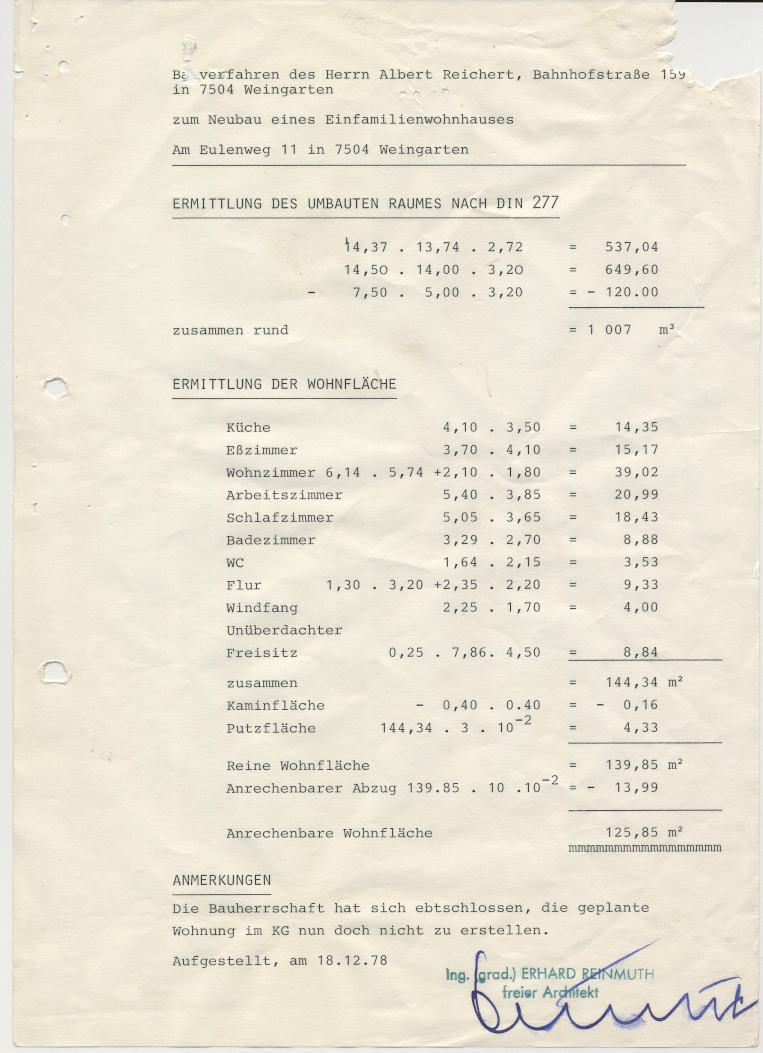 Bauverfahren des Herrn Albert Reichert, Bahnhofstraße 159
in 7504 Weingarten
zum Neubau eines Einfamilienwohnhauses
Am Eulenweg 11 in 7504 Weingarten
ERMITTLUNG DES UMBAUTEN RAUMES NACH DIN 277
14,37 . 13,74 . 2,72 = 537,04
14,50 . 14,00 . 3,20 = 649,60
- 7,50 . 5,00 . 3,20 = - 120.00
zusammen rund = 1 007 m³
ERMITTLUNG DER WOHNFLÄCHE
Küche 4,10 . 3,50 = 14,35
Eßzimmer 3,70 . 4,10 = 15,17
Wohnzimmer 6,14 . 5,74 +2,10 . 1,80 = 39,02
Arbeitszimmer 5,40 . 3,85 = 20,99
Schlafzimmer 5,05 . 3,65 = 18,43
Badezimmer 3,29 . 2,70 = 8,88
WC 1,64 . 2,15 = 3,53
Flur 1,30 . 3,20 +2,35 . 2,20 = 9,33
Windfang 2,25 . 1,70 = 4,00
Unüberdachter
Freisitz 0,25 . 7,86. 4,50 = 8,84
zusammen = 144,34 m²
Kaminfläche - 0,40 . 0.40 = - 0,16
Putzfläche 144,34 . 3 . 10⁻² = 4,33
Reine Wohnfläche = 139,85 m²
Anrechenbarer Abzug 139.85 . 10 .10⁻² = - 13,99
Anrechenbare Wohnfläche 125,85 m²
mmmmmmmmmmmmmmmmm
ANMERKUNGEN
Die Bauherrschaft hat sich ebtschlossen, die geplante
Wohnung im KG nun doch nicht zu erstellen.
Aufgestellt, am 18.12.78
Ing. (grad.) ERHARD REINMUTH
freier Architekt